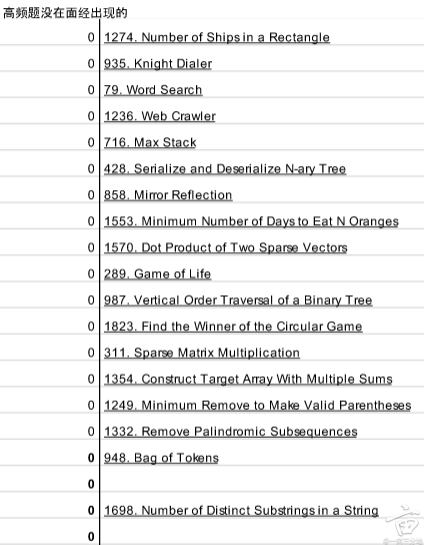 高频题没在面经出现的
0 1274. Number of Ships in a Rectangle
0 935. Knight Dialer
0 79. Word Search
0 1236. Web Crawler
0 716. Max Stack
0 428. Serialize and Deserialize N-ary Tree
0 858. Mirror Reflection
0 1553. Minimum Number of Days to Eat N Oranges
0 1570. Dot Product of Two Sparse Vectors
0 289. Game of Life
0 987. Vertical Order Traversal of a Binary Tree
0 1823. Find the Winner of the Circular Game
0 311. Sparse Matrix Multiplication
0 1354. Construct Target Array With Multiple Sums
0 1249. Minimum Remove to Make Valid Parentheses
0 1332. Remove Palindromic Subsequences
0 948. Bag of Tokens
0
0 1698. Number of Distinct Substrings in a String
0